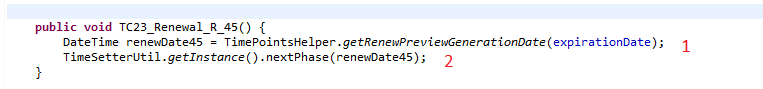 public void TC23_Renewal_R_45() {
DateTime renewDate45 = TimePointsHelper.getRenewPreviewGenerationDate(expirationDate); 1
TimeSetterUtil.getInstance().nextPhase(renewDate45); 2
}